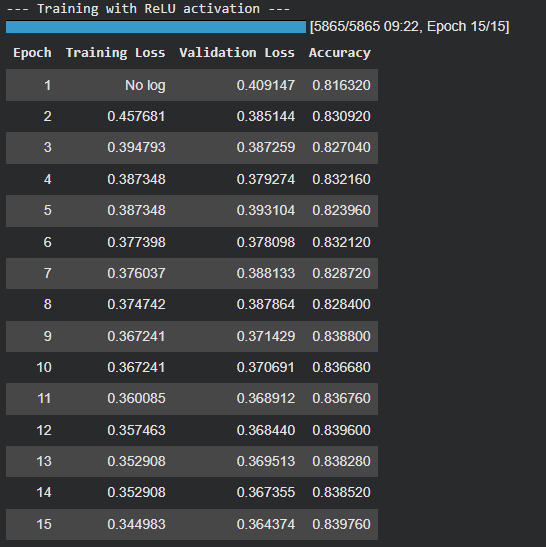 --- Training with ReLU activation ---
[5865/5865 09:22, Epoch 15/15]
Epoch Training Loss Validation Loss Accuracy
1 No log 0.409147 0.816320
2 0.457681 0.385144 0.830920
3 0.394793 0.387259 0.827040
4 0.387348 0.379274 0.832160
5 0.387348 0.393104 0.823960
6 0.377398 0.378098 0.832120
7 0.376037 0.388133 0.828720
8 0.374742 0.387864 0.828400
9 0.367241 0.371429 0.838800
10 0.367241 0.370691 0.836680
11 0.360085 0.368912 0.836760
12 0.357463 0.368440 0.839600
13 0.352908 0.369513 0.838280
14 0.352908 0.367355 0.838520
15 0.344983 0.364374 0.839760